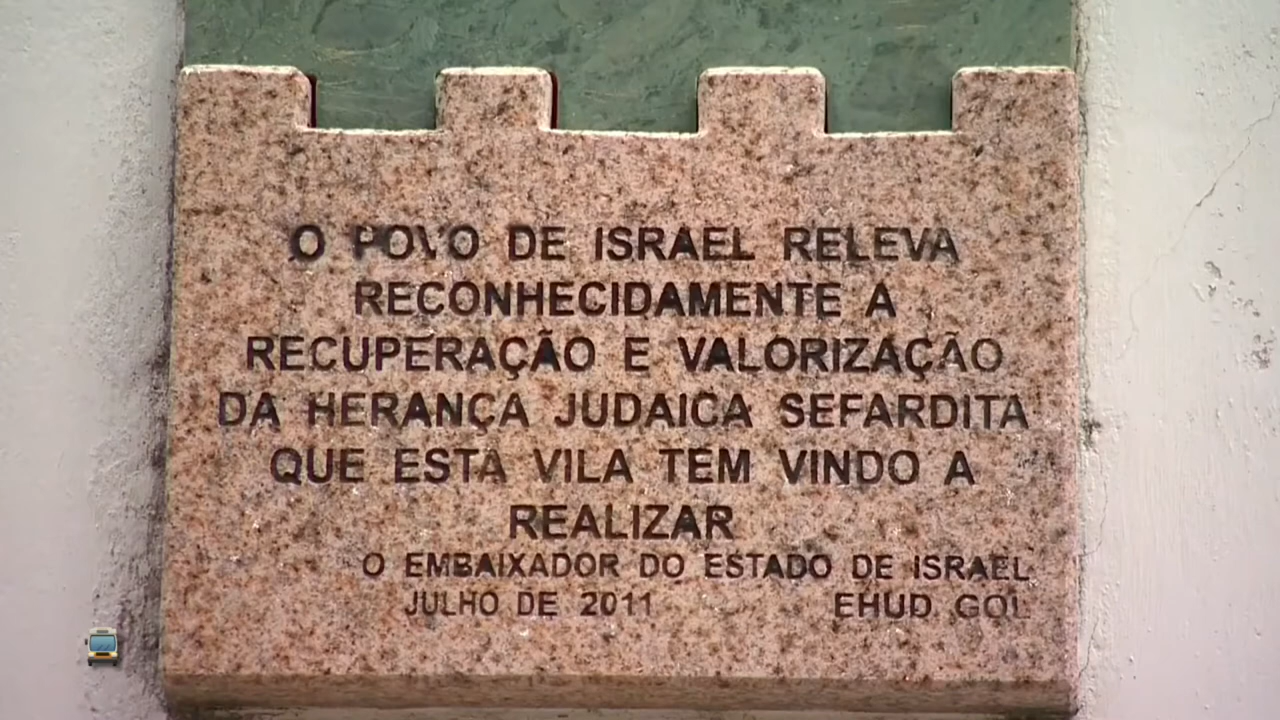 O POVO DE ISRAEL RELEVA
RECONHECIDAMENTE A
RECUPERAÇÃO E VALORIZAÇÃO
DA HERANÇA JUDAICA SEFARDITA
QUE ESTA VILA TEM VINDO A
REALIZAR
O EMBAIXADOR DO ESTADO DE ISRAEL
JULHO DE 2011 EHUD GOL